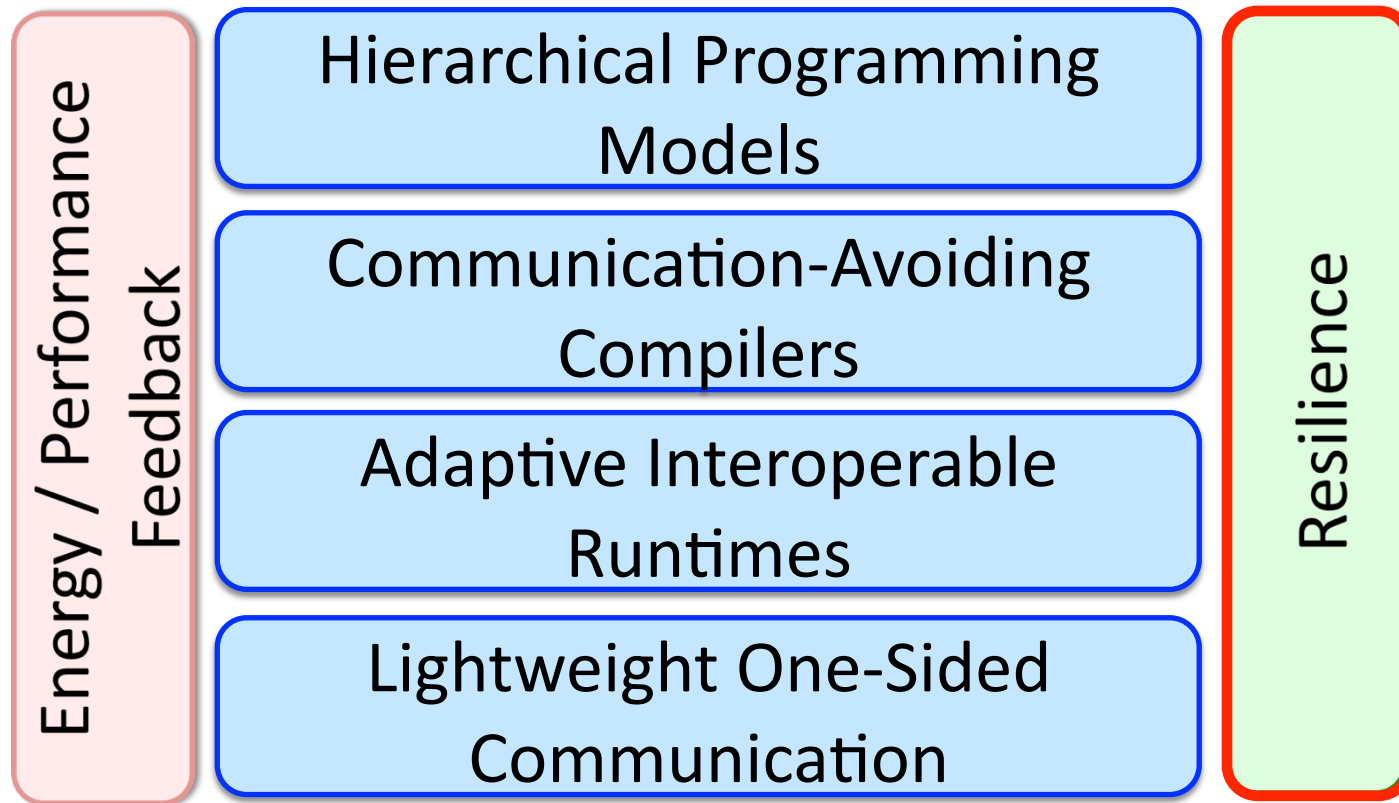 Energy / Performance
Feedback
Hierarchical Programming
Models
Communication-Avoiding
Compilers
Adaptive Interoperable
Runtimes
Lightweight One-Sided
Communication
Resilience